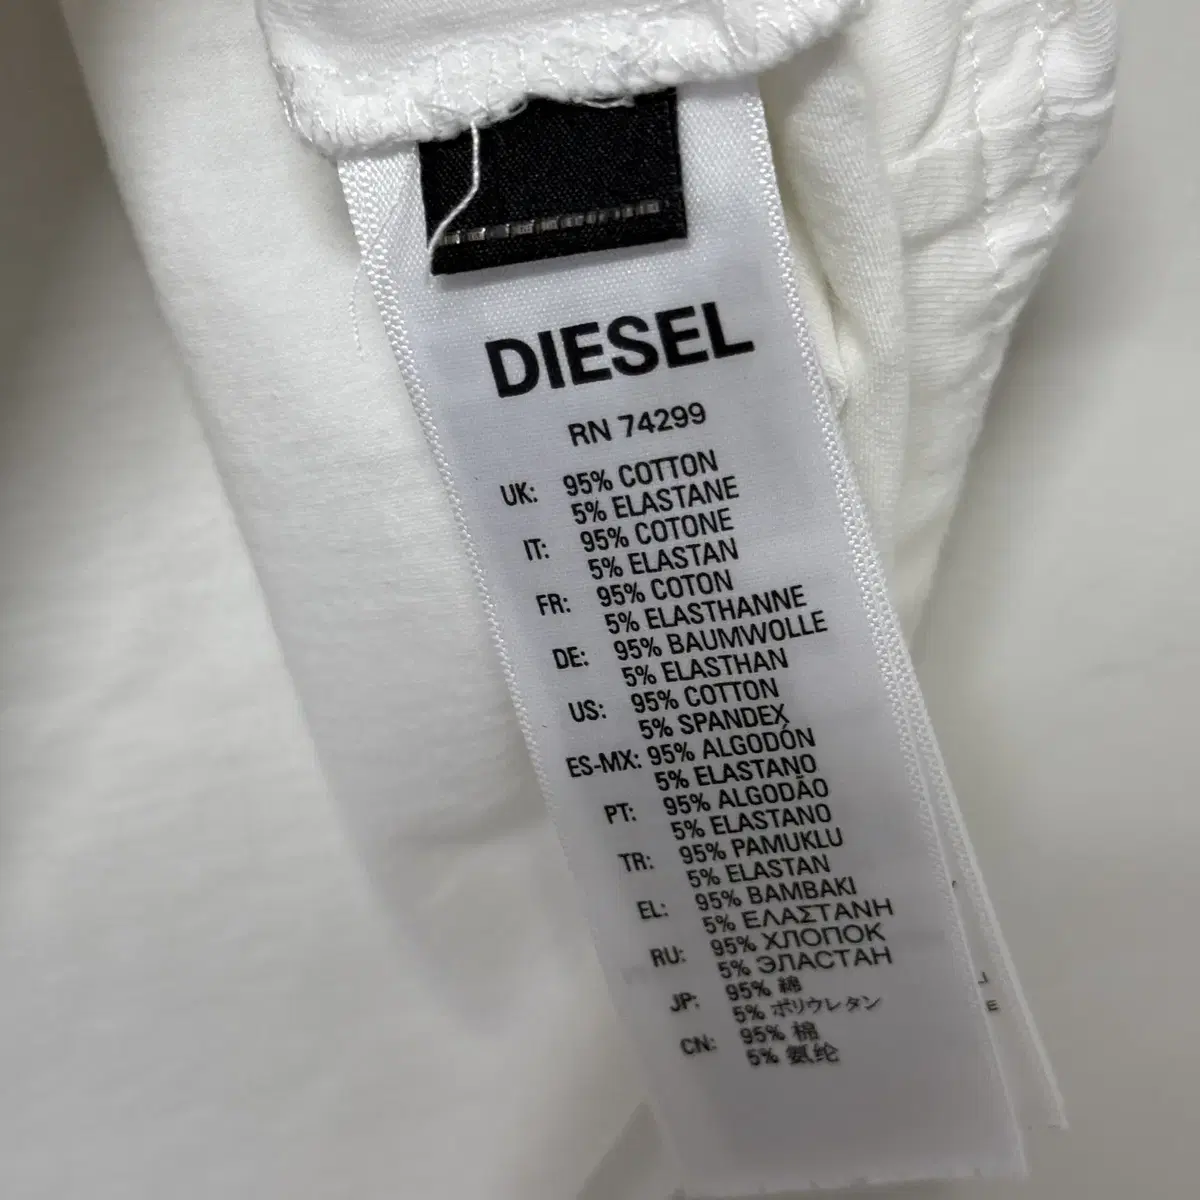 DIESEL
RN 74299
UK: 95% COTTON
5% ELASTANE
IT: 95% COTONE
5% ELASTAN
FR: 95% COTON
5% ELASTHANNE
DE: 95% BAUMWOLLE
5% ELASTHAN
US: 95% COTTON
5% SPANDEX
ES-MX: 95% ALGODÓN
5% ELASTANO
PT: 95% ALGODÃO
5% ELASTANO
TR: 95% PAMUKLU
5% ELASTAN
EL: 95% ΒΑΜΒΑΚΙ
5% ΕΛΑΣΤΑΝΗ
RU: 95% ХЛОПОК
5% ЭЛАСТАН
JP: 95% 綿
5% ポリウレタン
CN: 95% 棉
5% 氨纶